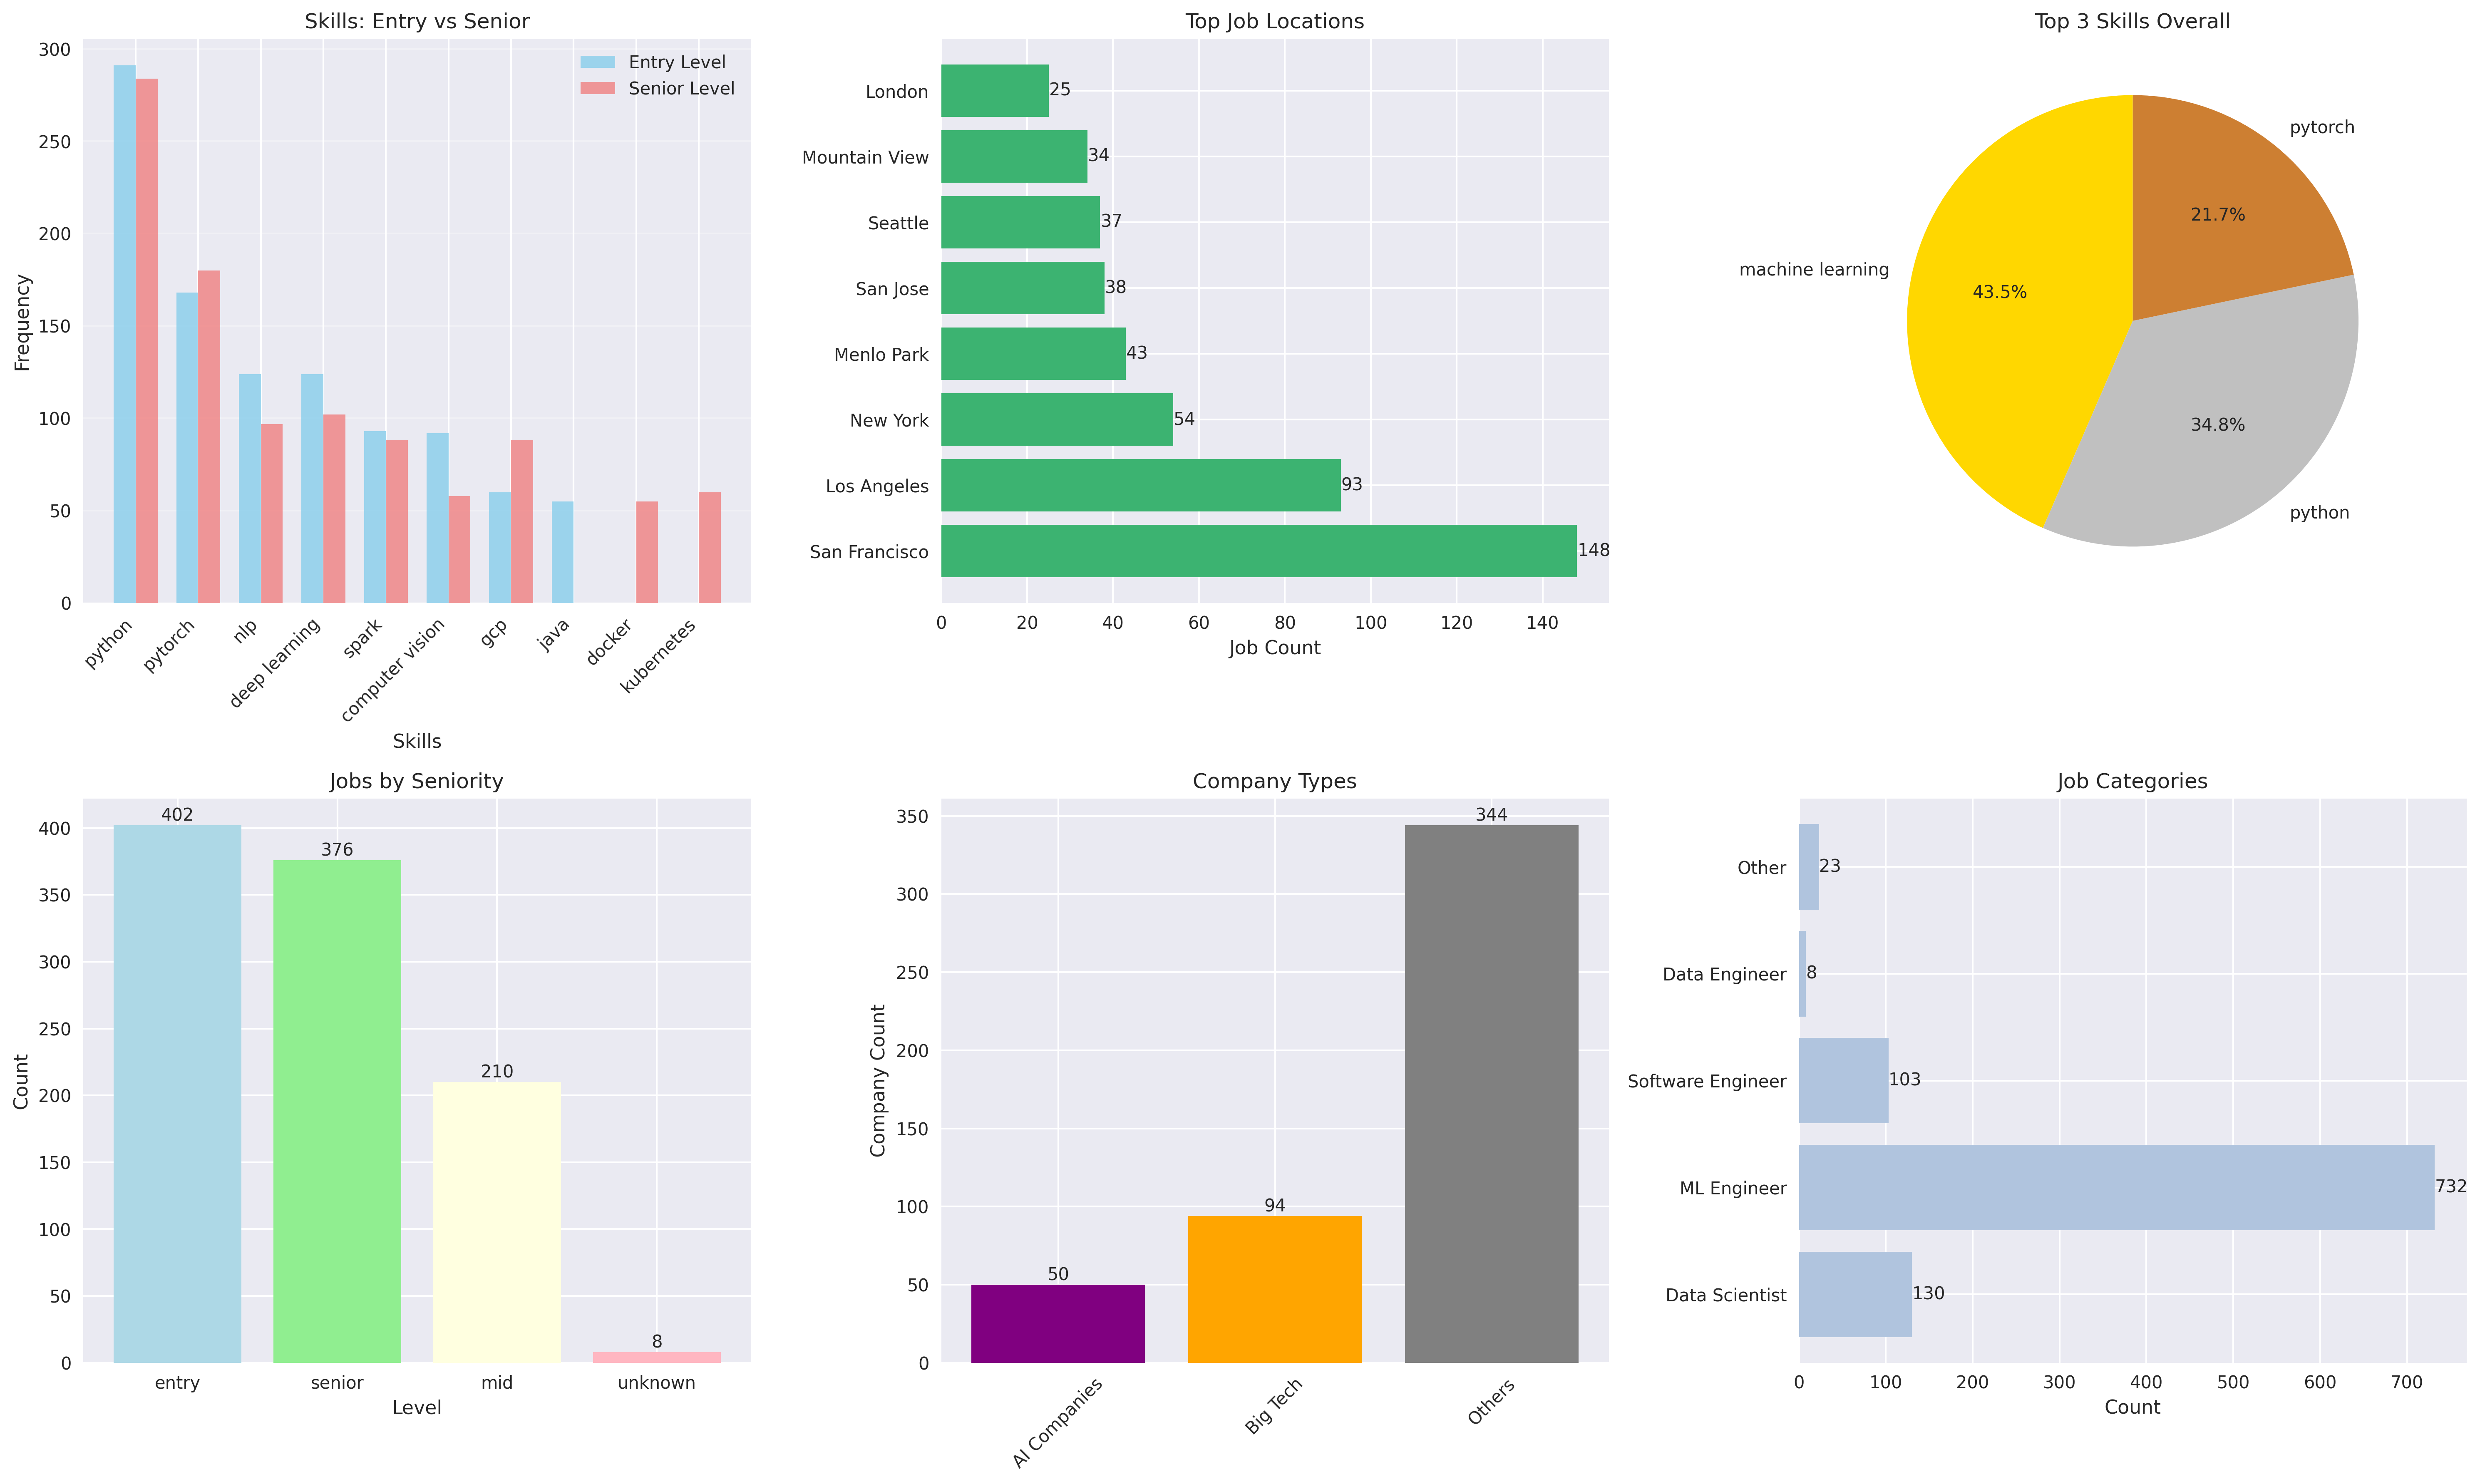 Skills: Entry vs Senior
Entry Level
Senior Level
300
250
200
150
100
50
0
Frequency
python
pytorch
nlp
deep learning
spark
computer vision
gcp
java
docker
kubernetes
Skills
Top Job Locations
London
25
Mountain View
34
Seattle
37
San Jose
38
Menlo Park
43
New York
54
Los Angeles
93
San Francisco
148
0
20
40
60
80
100
120
140
Job Count
Top 3 Skills Overall
pytorch
21.7%
machine learning
43.5%
34.8%
python
Jobs by Seniority
402
376
210
8
400
350
300
250
200
150
100
50
0
Count
entry
senior
mid
unknown
Level
Company Types
344
94
50
350
300
250
200
150
100
50
0
Company Count
AI Companies
Big Tech
Others
Job Categories
Other
23
Data Engineer
8
Software Engineer
103
ML Engineer
732
Data Scientist
130
0
100
200
300
400
500
600
700
Count